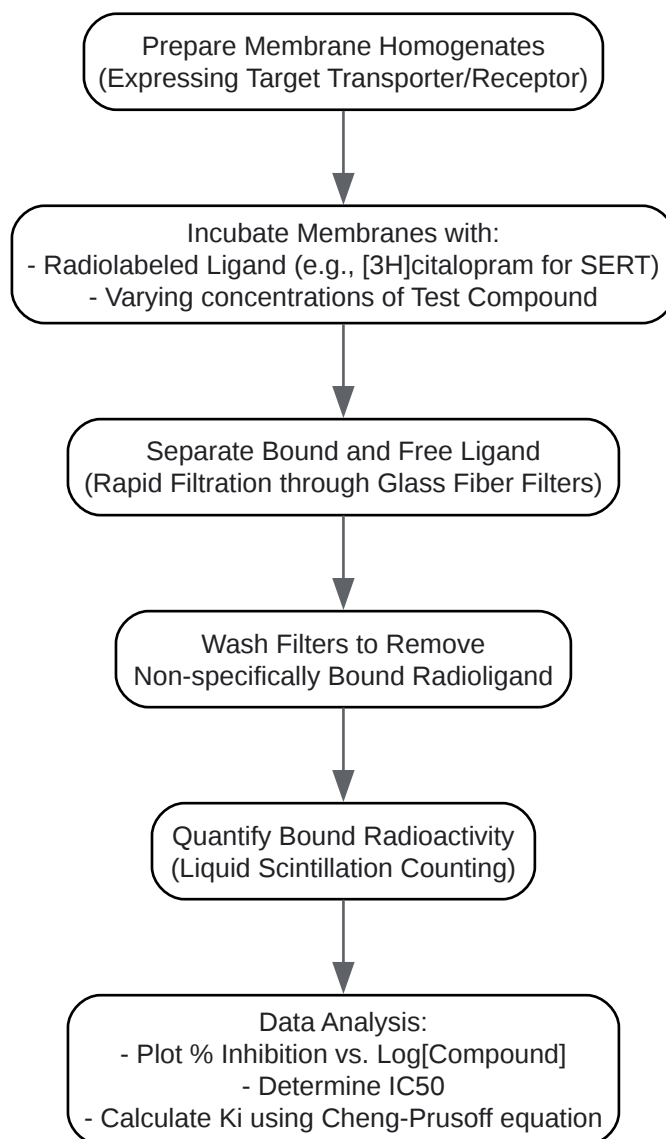 Prepare Membrane Homogenates
(Expressing Target Transporter/Receptor)
Incubate Membranes with:
- Radiolabeled Ligand (e.g., [3H]citalopram for SERT)
- Varying concentrations of Test Compound
Separate Bound and Free Ligand
(Rapid Filtration through Glass Fiber Filters)
Wash Filters to Remove
Non-specifically Bound Radioligand
Quantify Bound Radioactivity
(Liquid Scintillation Counting)
Data Analysis:
- Plot % Inhibition vs. Log[Compound]
- Determine IC50
- Calculate Ki using Cheng-Prusoff equation